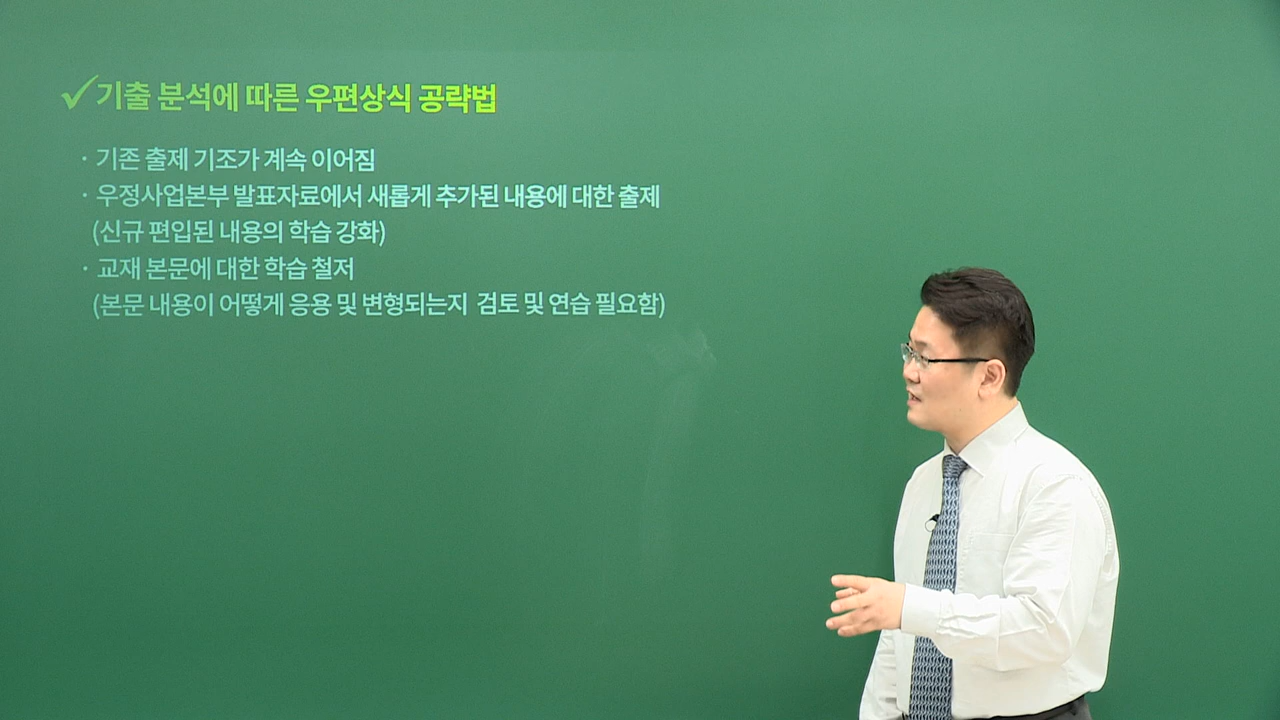 ✓기출 분석에 따른 우편상식 공략법
· 기존 출제 기조가 계속 이어짐
· 우정사업본부 발표자료에서 새롭게 추가된 내용에 대한 출제
(신규 편입된 내용의 학습 강화)
· 교재 본문에 대한 학습 철저
(본문 내용이 어떻게 응용 및 변형되는지 검토 및 연습 필요함)